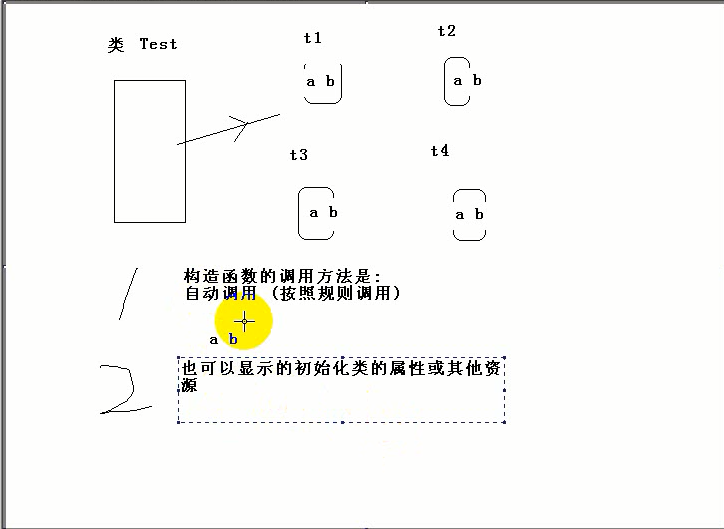 类 Test
t1
t2
a b
a b
t3
t4
a b
a b
1
构造函数的调用方法是:
自动调用 (按照规则调用)
a b
2
也可以显示的初始化类的属性或其他资
源